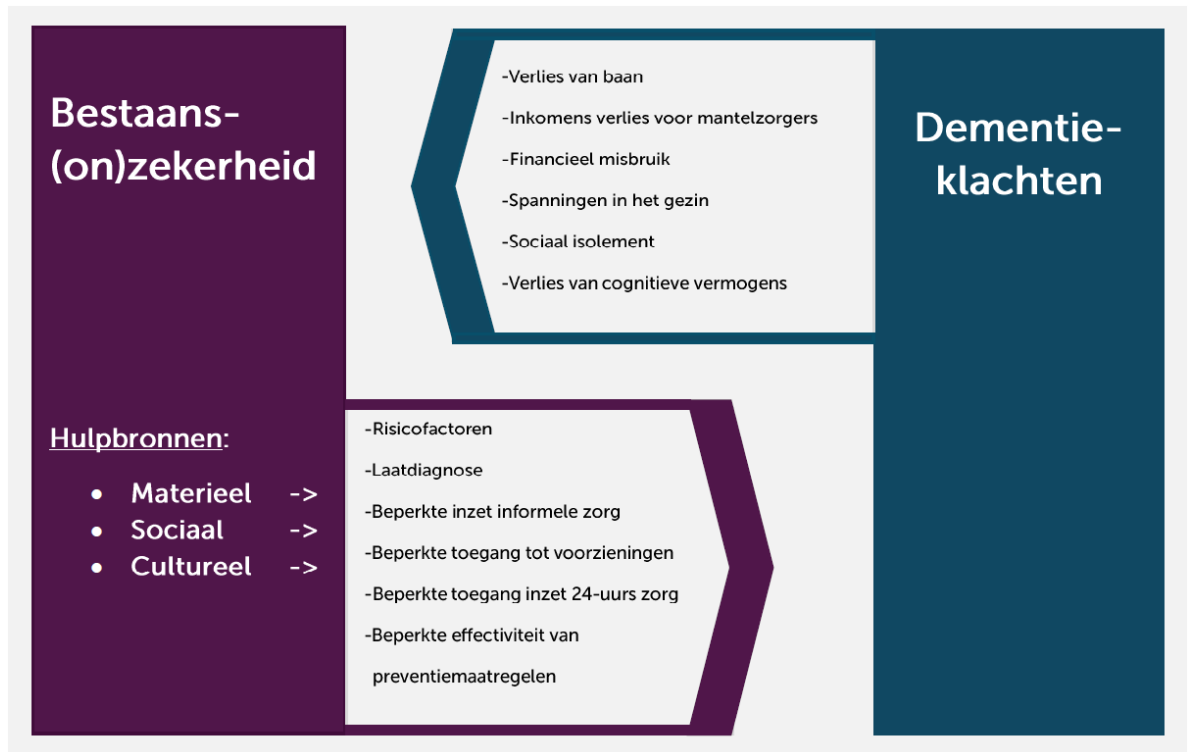 Bestaans-
(on)zekerheid
Hulpbronnen:
• Materieel ->
• Sociaal ->
• Cultureel ->
-Verlies van baan
-Inkomens verlies voor mantelzorgers
-Financieel misbruik
-Spanningen in het gezin
-Sociaal isolement
-Verlies van cognitieve vermogens
-Risicofactoren
-Laatdiagnose
-Beperkte inzet informele zorg
-Beperkte toegang tot voorzieningen
-Beperkte toegang inzet 24-uurs zorg
-Beperkte effectiviteit van
preventiemaatregelen
Dementie-
klachten